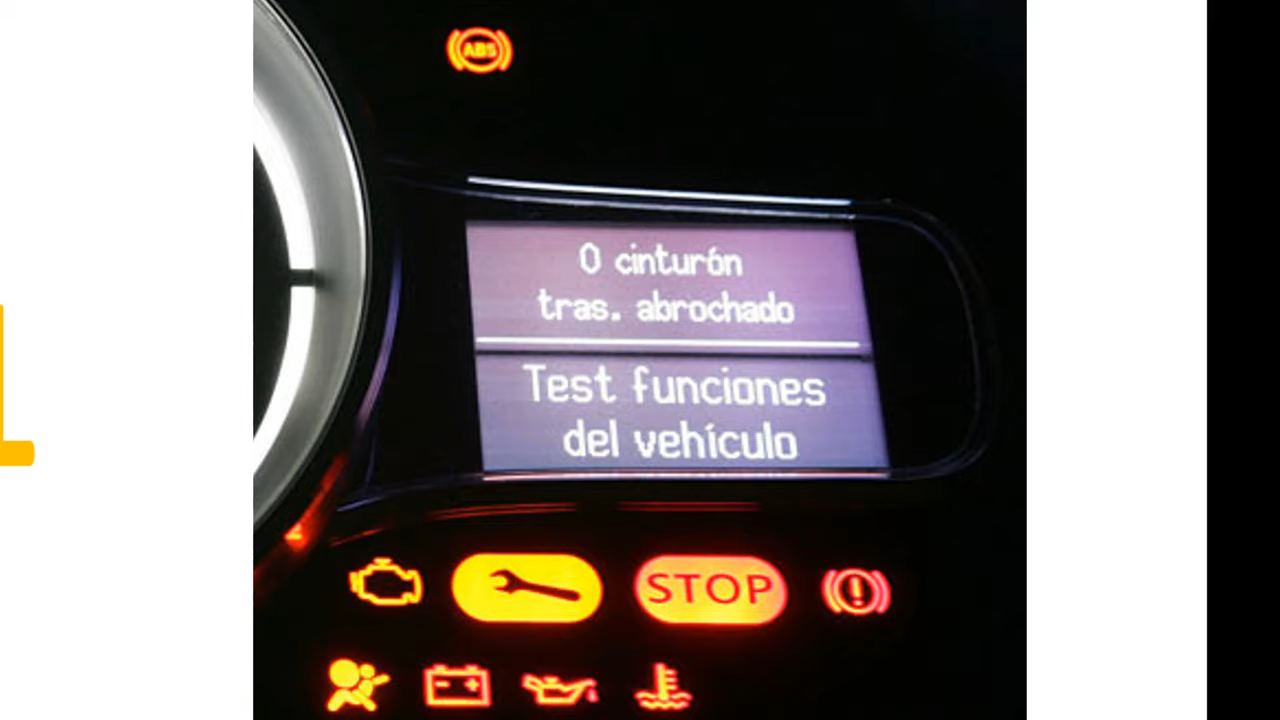 ABS
0 cinturón
tras. abrochado
Test funciones
del vehículo
STOP